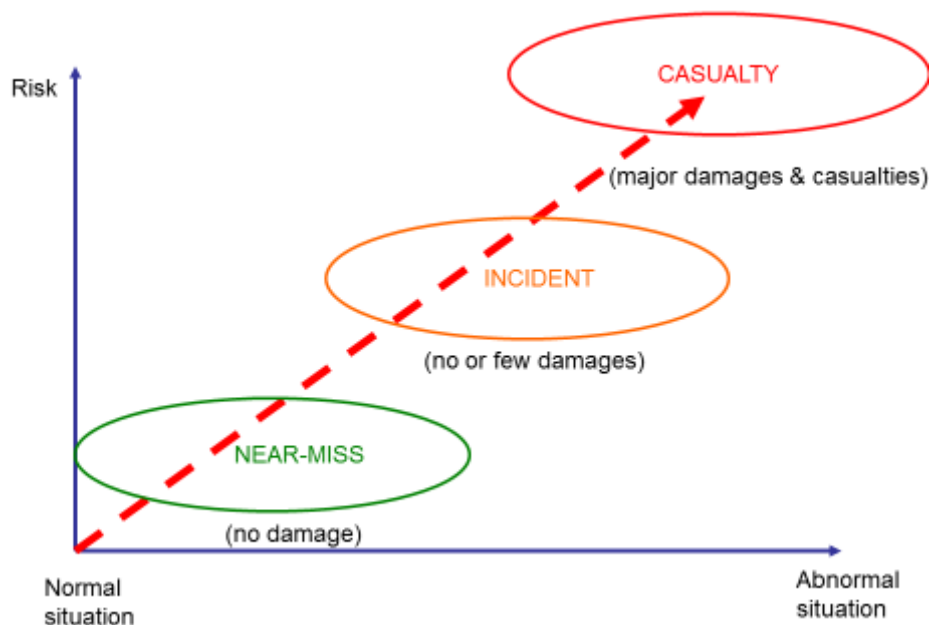 CASUALTY
Risk
(major damages & casualties)
INCIDENT
(no or few damages)
NEAR-MISS
(no damage)
Normal
situation
Abnormal
situation